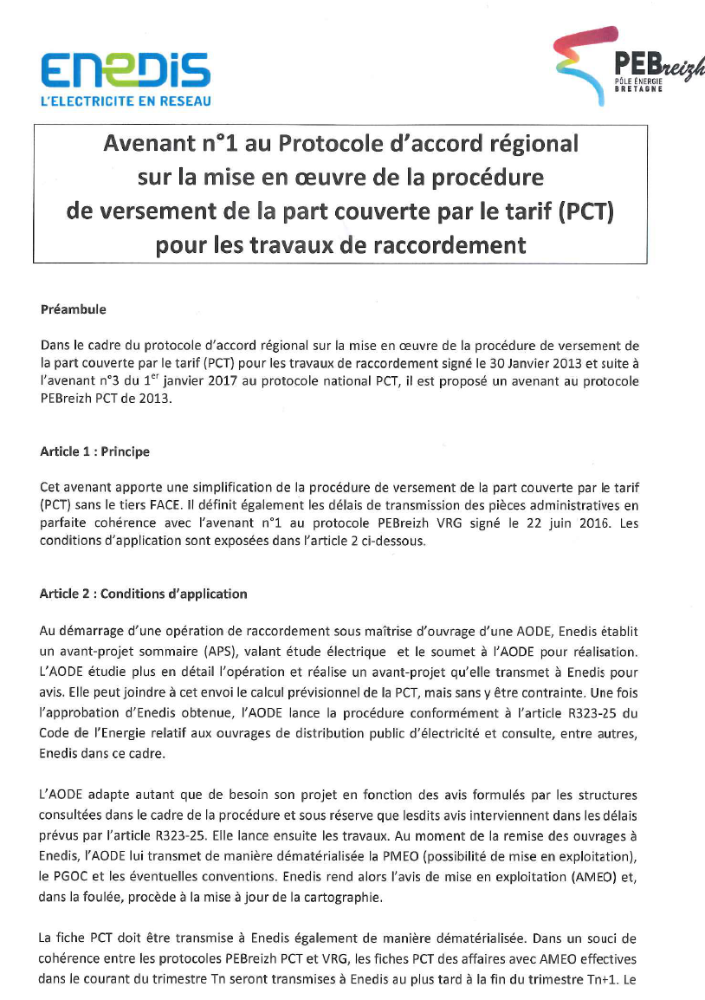 enedis
L'ELECTRICITE EN RESEAU
PEBreizh
PÔLE ÉNERGIE
BRETAGNE
Avenant n°1 au Protocole d'accord régional
sur la mise en œuvre de la procédure
de versement de la part couverte par le tarif (PCT)
pour les travaux de raccordement
Préambule
Dans le cadre du protocole d'accord régional sur la mise en œuvre de la procédure de versement de
la part couverte par le tarif (PCT) pour les travaux de raccordement signé le 30 Janvier 2013 et suite à
l'avenant n°3 du 1er janvier 2017 au protocole national PCT, il est proposé un avenant au protocole
PEBreizh PCT de 2013.
Article 1 : Principe
Cet avenant apporte une simplification de la procédure de versement de la part couverte par le tarif
(PCT) sans le tiers FACE. Il définit également les délais de transmission des pièces administratives en
parfaite cohérence avec l'avenant n°1 au protocole PEBreizh VRG signé le 22 juin 2016. Les
conditions d'application sont exposées dans l'article 2 ci-dessous.
Article 2 : Conditions d'application
Au démarrage d'une opération de raccordement sous maîtrise d'ouvrage d'une AODE, Enedis établit
un avant-projet sommaire (APS), valant étude électrique et le soumet à l'AODE pour réalisation.
L'AODE étudie plus en détail l'opération et réalise un avant-projet qu'elle transmet à Enedis pour
avis. Elle peut joindre à cet envoi le calcul prévisionnel de la PCT, mais sans y être contrainte. Une fois
l'approbation d'Enedis obtenue, l'AODE lance la procédure conformément à l'article R323-25 du
Code de l'Energie relatif aux ouvrages de distribution public d'électricité et consulte, entre autres,
Enedis dans ce cadre.
L'AODE adapte autant que de besoin son projet en fonction des avis formulés par les structures
consultées dans le cadre de la procédure et sous réserve que lesdits avis interviennent dans les délais
prévus par l'article R323-25. Elle lance ensuite les travaux. Au moment de la remise des ouvrages à
Enedis, l'AODE lui transmet de manière dématérialisée la PMEO (possibilité de mise en exploitation),
le PGOC et les éventuelles conventions. Enedis rend alors l'avis de mise en exploitation (AMEO) et,
dans la foulée, procède à la mise à jour de la cartographie.
La fiche PCT doit être transmise à Enedis également de manière dématérialisée. Dans un souci de
cohérence entre les protocoles PEBreizh PCT et VRG, les fiches PCT des affaires avec AMEO effectives
dans le courant du trimestre Tn seront transmises à Enedis au plus tard à la fin du trimestre Tn+1. Le